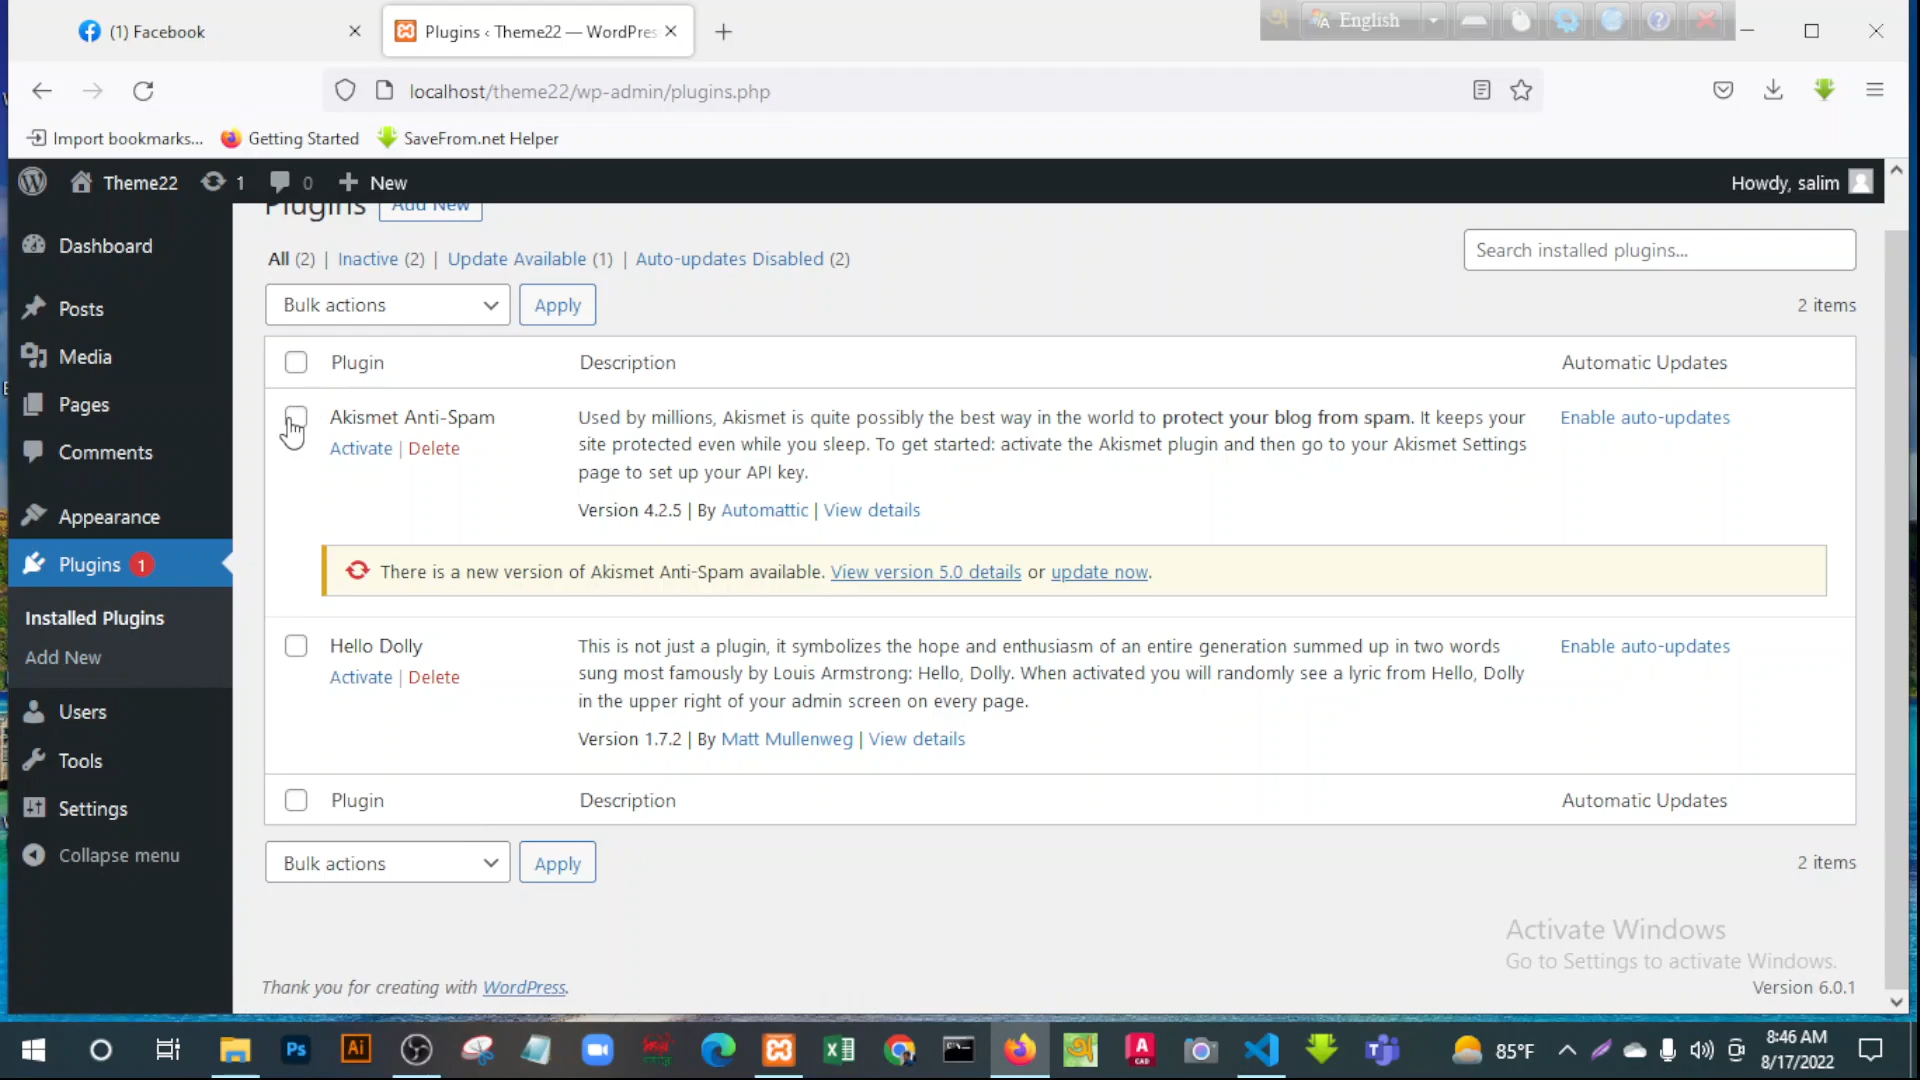 (1) Facebook
Plugins ‹ Theme22 — WordPres
English
localhost/theme22/wp-admin/plugins.php
Import bookmarks...
Getting Started
SaveFrom.net Helper
Theme22
1
0
New
Howdy, salim
Plugins
Add New
Dashboard
Posts
Media
Pages
Comments
Appearance
Plugins 1
Installed Plugins
Add New
Users
Tools
Settings
Collapse menu
All (2) | Inactive (2) | Update Available (1) | Auto-updates Disabled (2)
Search installed plugins...
Bulk actions
Apply
2 items
Plugin
Description
Automatic Updates
Akismet Anti-Spam
Activate | Delete
Used by millions, Akismet is quite possibly the best way in the world to protect your blog from spam. It keeps your
site protected even while you sleep. To get started: activate the Akismet plugin and then go to your Akismet Settings
page to set up your API key.
Version 4.2.5 | By Automattic | View details
Enable auto-updates
There is a new version of Akismet Anti-Spam available. View version 5.0 details or update now.
Hello Dolly
Activate | Delete
This is not just a plugin, it symbolizes the hope and enthusiasm of an entire generation summed up in two words
sung most famously by Louis Armstrong: Hello, Dolly. When activated you will randomly see a lyric from Hello, Dolly
in the upper right of your admin screen on every page.
Version 1.7.2 | By Matt Mullenweg | View details
Enable auto-updates
Plugin
Description
Automatic Updates
Bulk actions
Apply
2 items
Activate Windows
Go to Settings to activate Windows.
Thank you for creating with WordPress.
Version 6.0.1
Ps
Ai
85°F
8:46 AM
8/17/2022